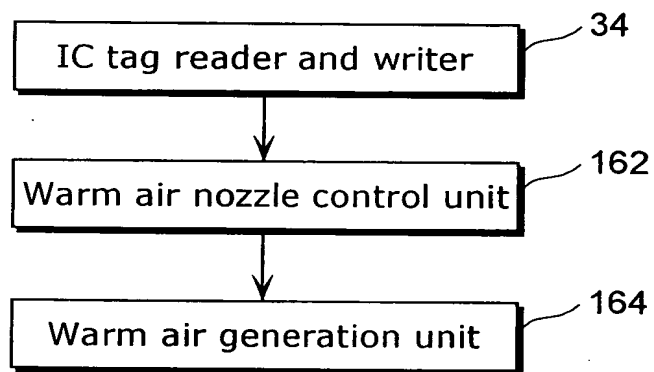 34
IC tag reader and writer
162
Warm air nozzle control unit
164
Warm air generation unit